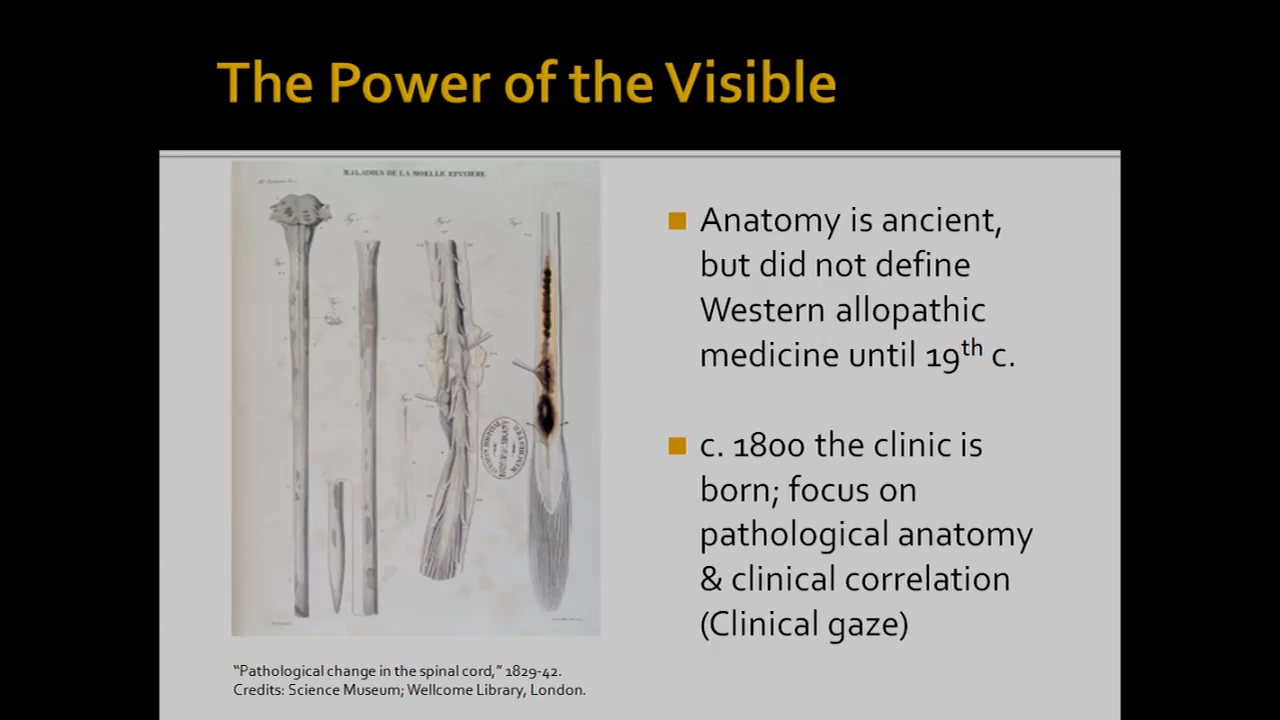 The Power of the Visible
MALADIES DE LA MOELLE EPINIERE
Anatomy is ancient,
but did not define
Western allopathic
medicine until 19th c.
c. 1800 the clinic is
born; focus on
pathological anatomy
& clinical correlation
(Clinical gaze)
"Pathological change in the spinal cord," 1829-42.
Credits: Science Museum; Wellcome Library, London.